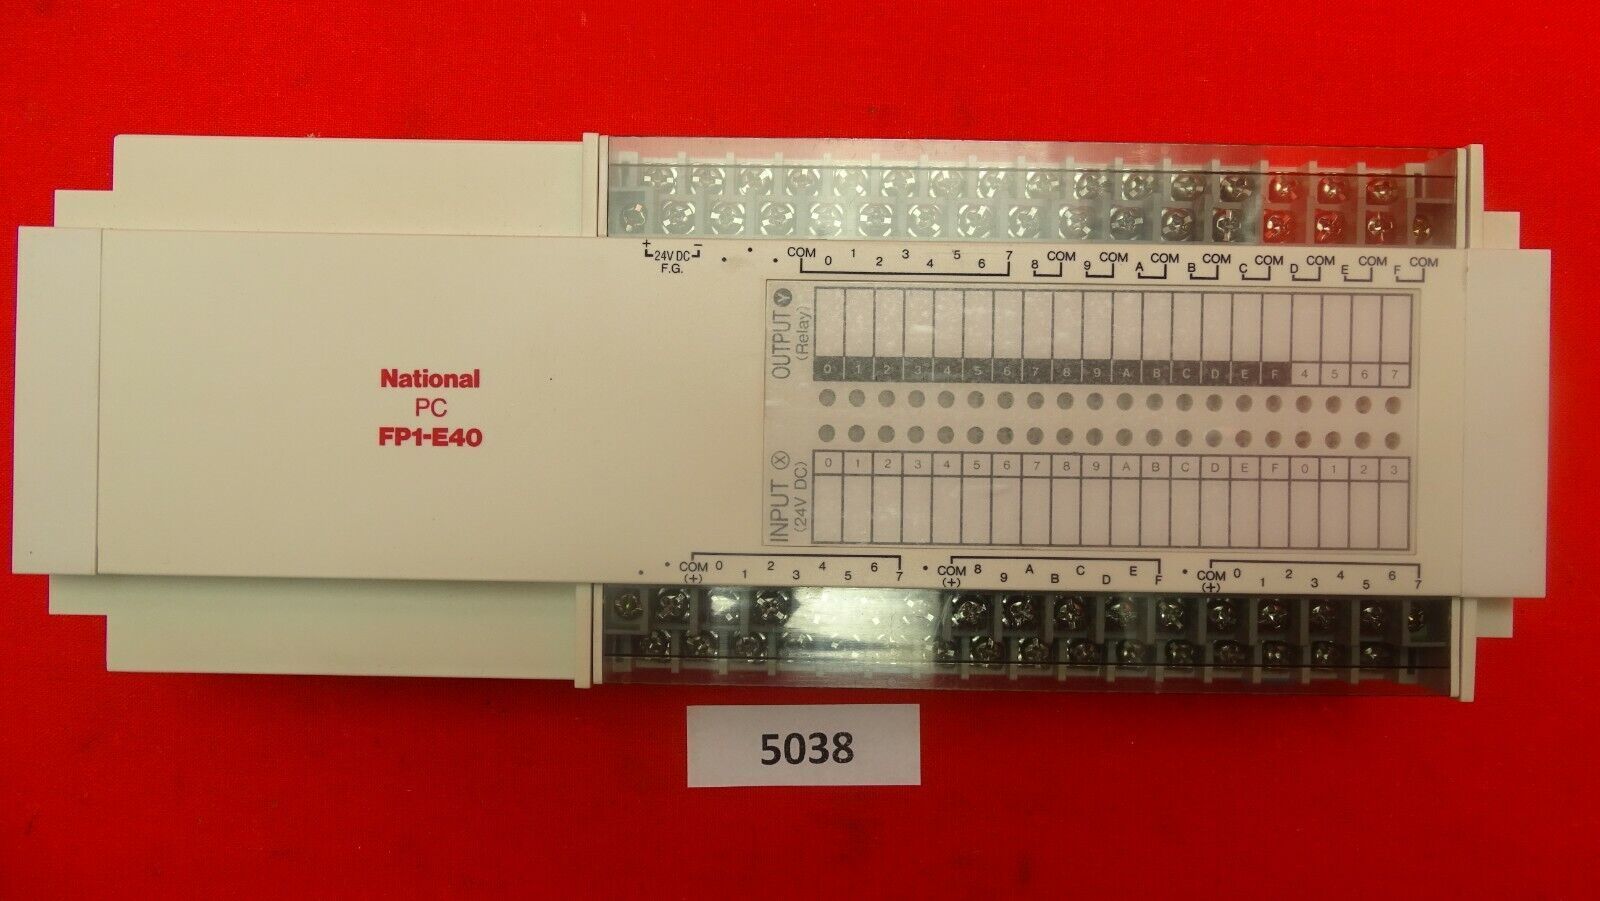 + −
24V DC
F.G.
COM 0 1 2 3 4 5 6 7 8 COM 9 COM A COM B COM C COM D COM E COM F COM
National
PC
FP1-E40
OUTPUT Y
(Relay)
0 1 2 3 4 5 6 7 8 9 A B C D E F 4 5 6 7
INPUT X
(24V DC)
0 1 2 3 4 5 6 7 8 9 A B C D E F 0 1 2 3
COM (+) 0 1 2 3 4 5 6 7 COM (+) 8 9 A B C D E F COM (+) 0 1 2 3 4 5 6 7
5038